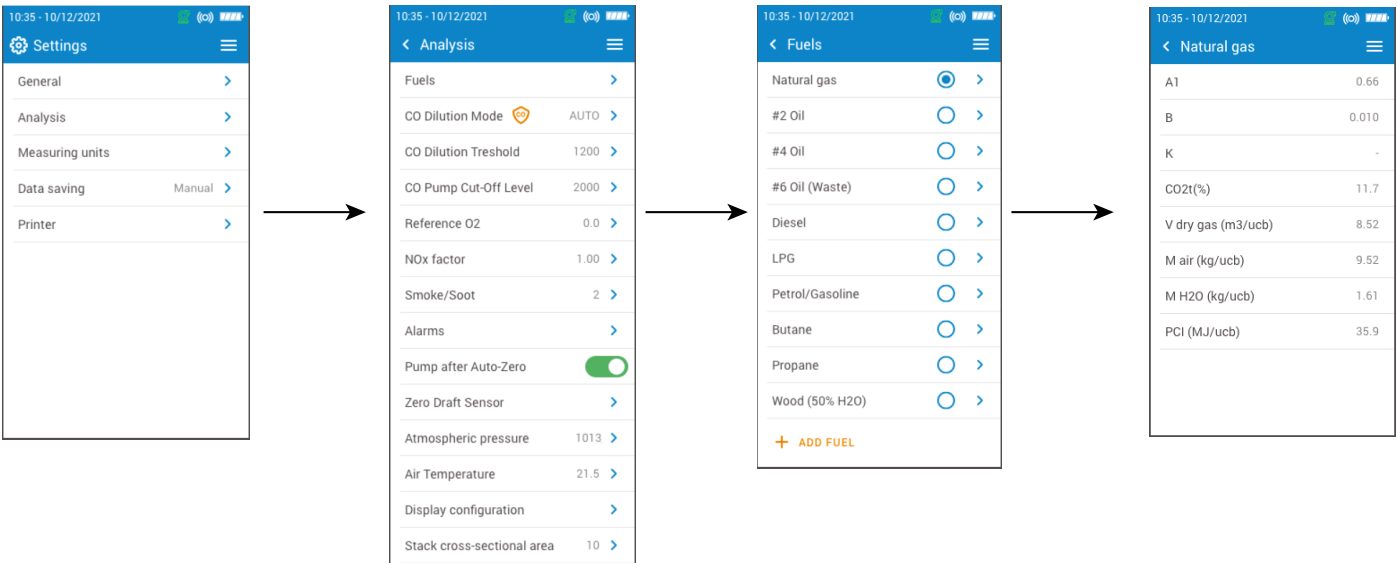 10:35 - 10/12/2021
Settings
General
Analysis
Measuring units
Data saving Manual
Printer
10:35 - 10/12/2021
Analysis
Fuels
CO Dilution Mode CO AUTO
CO Dilution Treshold 1200
CO Pump Cut-Off Level 2000
Reference O2 0.0
NOx factor 1.00
Smoke/Soot 2
Alarms
Pump after Auto-Zero
Zero Draft Sensor
Atmospheric pressure 1013
Air Temperature 21.5
Display configuration
Stack cross-sectional area 10
10:35 - 10/12/2021
Fuels
Natural gas
#2 Oil
#4 Oil
#6 Oil (Waste)
Diesel
LPG
Petrol/Gasoline
Butane
Propane
Wood (50% H2O)
+ ADD FUEL
10:35 - 10/12/2021
Natural gas
A1 0.66
B 0.010
K -
CO2t(%) 11.7
V dry gas (m3/ucb) 8.52
M air (kg/ucb) 9.52
M H2O (kg/ucb) 1.61
PCI (MJ/ucb) 35.9